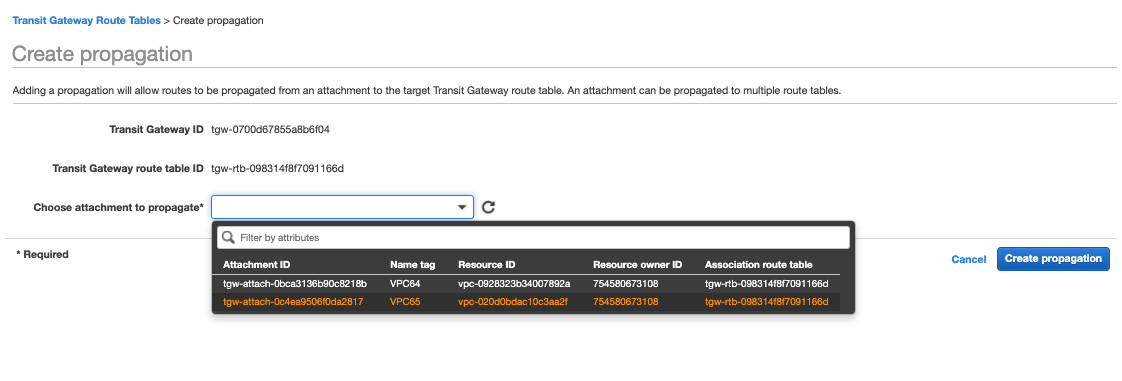 Transit Gateway Route Tables > Create propagation
Create propagation
Adding a propagation will allow routes to be propagated from an attachment to the target Transit Gateway route table. An attachment can be propagated to multiple route tables.
Transit Gateway ID tgw-0700d67855a8b6f04
Transit Gateway route table ID tgw-rtb-098314f8f7091166d
Choose attachment to propagate*
Filter by attributes
Attachment ID Name tag Resource ID Resource owner ID Association route table
tgw-attach-0bca3136b90c8218b VPC64 vpc-0928323b34007892a 754580673108 tgw-rtb-098314f8f7091166d
tgw-attach-0c4ea9506f0da2817 VPC65 vpc-020d0bdac10c3aa2f 754580673108 tgw-rtb-098314f8f7091166d
* Required
Cancel Create propagation